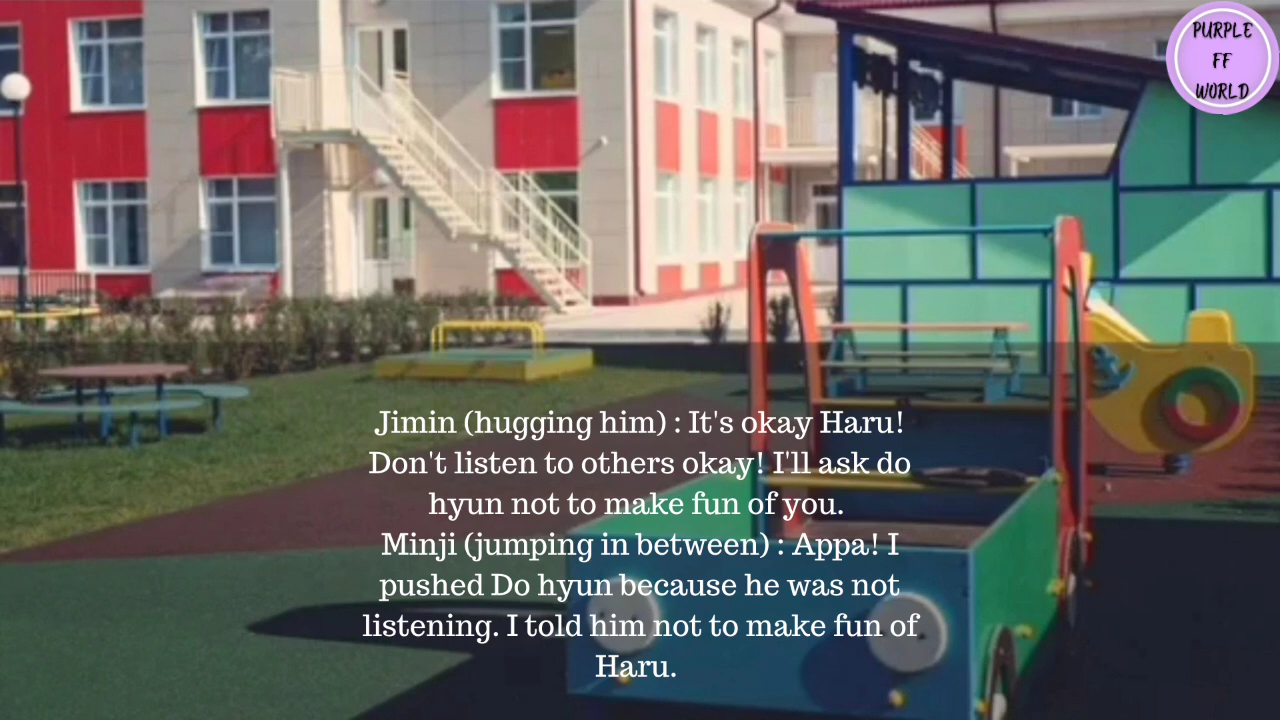 PURPLE
FF
WORLD
Jimin (hugging him) : It's okay Haru!
Don't listen to others okay! I'll ask do
hyun not to make fun of you.
Minji (jumping in between) : Appa! I
pushed Do hyun because he was not
listening. I told him not to make fun of
Haru.